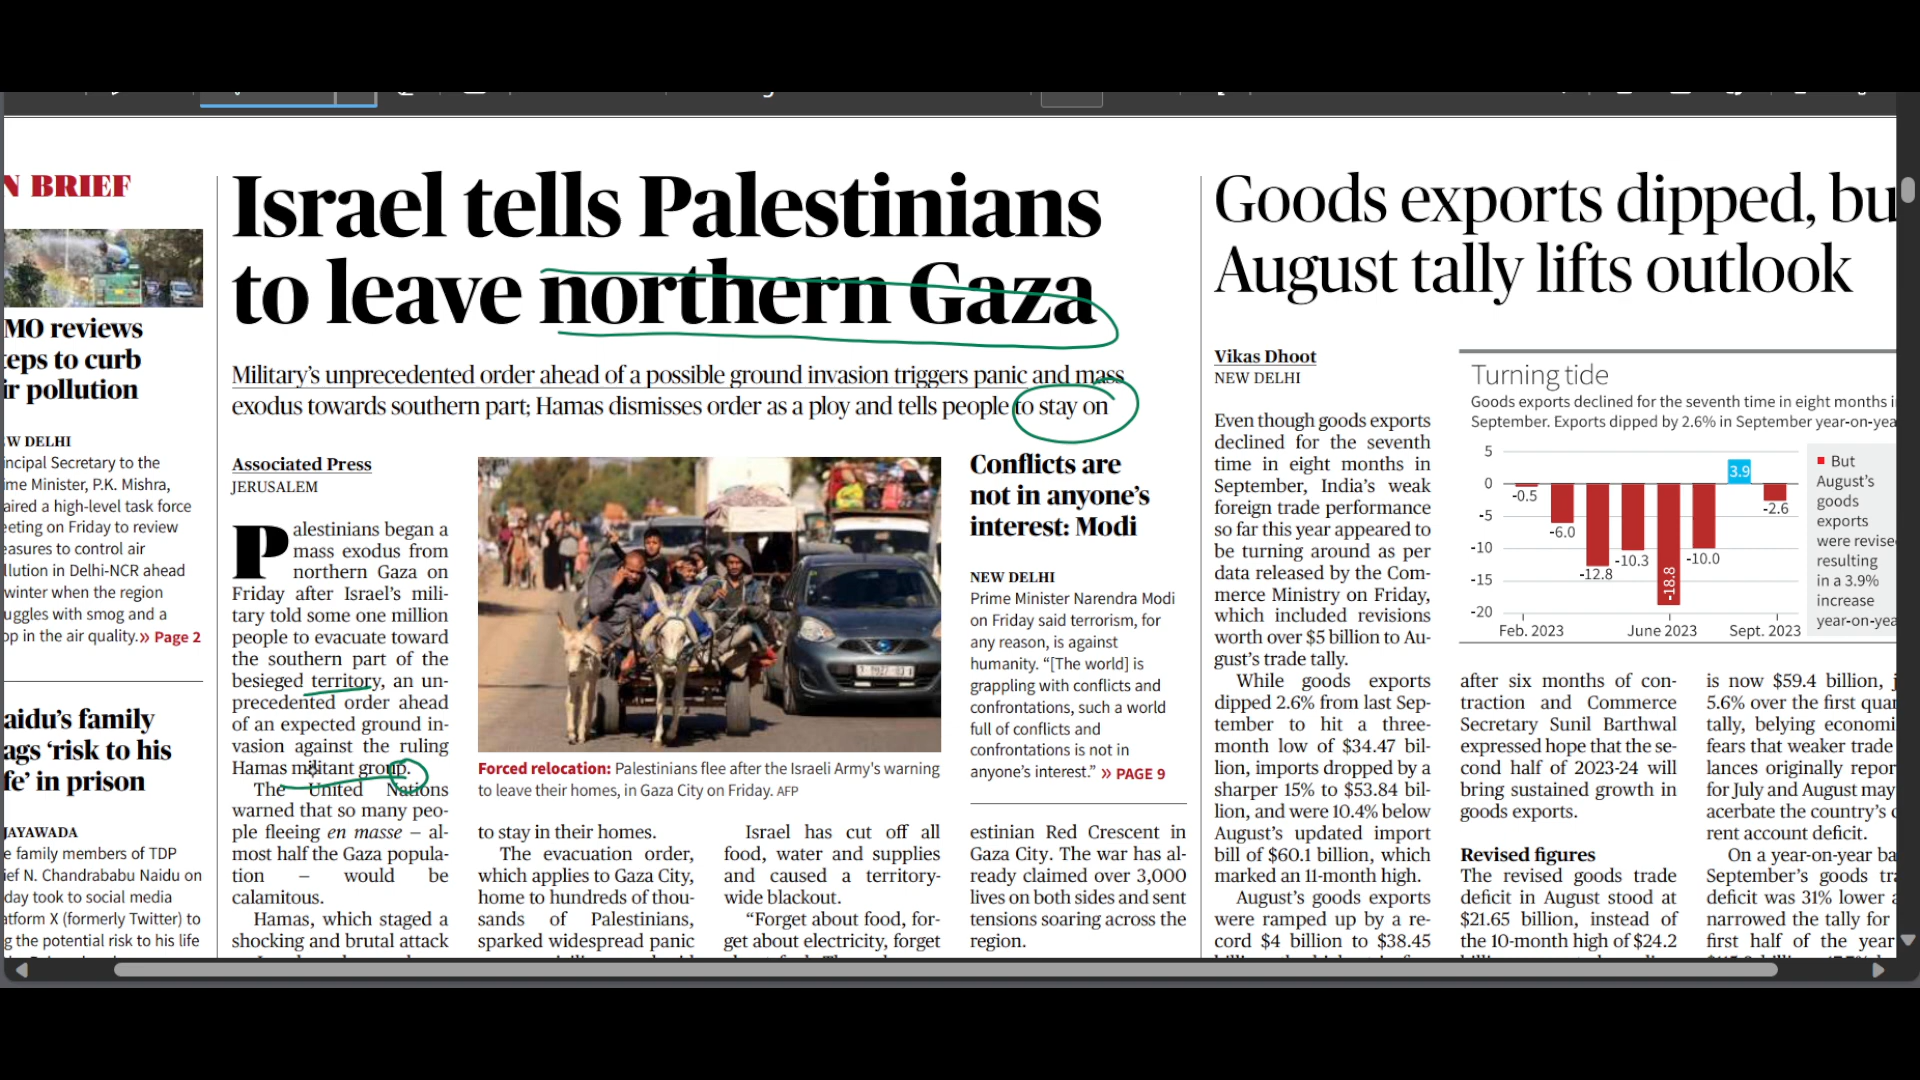 N BRIEF
MO reviews
teps to curb
ir pollution
W DELHI
incipal Secretary to the
ime Minister, P.K. Mishra,
aired a high-level task force
eeting on Friday to review
easures to control air
llution in Delhi-NCR ahead
winter when the region
uggles with smog and a
op in the air quality.» Page 2
aidu's family
ags 'risk to his
fe' in prison
JAYAWADA
e family members of TDP
ief N. Chandrababu Naidu on
day took to social media
atform X (formerly Twitter) to
g the potential risk to his life
Israel tells Palestinians
to leave northern Gaza
Military's unprecedented order ahead of a possible ground invasion triggers panic and mass
exodus towards southern part; Hamas dismisses order as a ploy and tells people to stay on
Associated Press
JERUSALEM
Palestinians began a
mass exodus from
northern Gaza on
Friday after Israel's mili-
tary told some one million
people to evacuate toward
the southern part of the
besieged territory, an un-
precedented order ahead
of an expected ground in-
vasion against the ruling
Hamas militant group.
The United Nations
warned that so many peo-
ple fleeing en masse – al-
most half the Gaza popula-
tion – would be
calamitous.
Hamas, which staged a
shocking and brutal attack
Forced relocation: Palestinians flee after the Israeli Army's warning
to leave their homes, in Gaza City on Friday. AFP
to stay in their homes.
The evacuation order,
which applies to Gaza City,
home to hundreds of thou-
sands of Palestinians,
sparked widespread panic
Israel has cut off all
food, water and supplies
and caused a territory-
wide blackout.
"Forget about food, for-
get about electricity, forget
Conflicts are
not in anyone's
interest: Modi
NEW DELHI
Prime Minister Narendra Modi
on Friday said terrorism, for
any reason, is against
humanity. "[The world] is
grappling with conflicts and
confrontations, such a world
full of conflicts and
confrontations is not in
anyone's interest." » PAGE 9
estinian Red Crescent in
Gaza City. The war has al-
ready claimed over 3,000
lives on both sides and sent
tensions soaring across the
region.
Goods exports dipped, bu
August tally lifts outlook
Vikas Dhoot
NEW DELHI
Even though goods exports
declined for the seventh
time in eight months in
September, India's weak
foreign trade performance
so far this year appeared to
be turning around as per
data released by the Com-
merce Ministry on Friday,
which included revisions
worth over $5 billion to Au-
gust's trade tally.
While goods exports
dipped 2.6% from last Sep-
tember to hit a three-
month low of $34.47 bil-
lion, imports dropped by a
sharper 15% to $53.84 bil-
lion, and were 10.4% below
August's updated import
bill of $60.1 billion, which
marked an 11-month high.
August's goods exports
were ramped up by a re-
cord $4 billion to $38.45
Turning tide
Goods exports declined for the seventh time in eight months i
September. Exports dipped by 2.6% in September year-on-yea
5
0
-5
-10
-15
-20
-0.5
-6.0
-12.8
-10.3
-18.8
-10.0
3.9
-2.6
Feb. 2023
June 2023
Sept. 2023
But
August's
goods
exports
were revise
resulting
in a 3.9%
increase
year-on-yea
after six months of con-
traction and Commerce
Secretary Sunil Barthwal
expressed hope that the se-
cond half of 2023-24 will
bring sustained growth in
goods exports.
Revised figures
The revised goods trade
deficit in August stood at
$21.65 billion, instead of
the 10-month high of $24.2
is now $59.4 billion, j
5.6% over the first quar
tally, belying economi
fears that weaker trade
lances originally repor
for July and August may
acerbate the country's c
rent account deficit.
On a year-on-year ba
September's goods tra
deficit was 31% lower a
narrowed the tally for
first half of the year